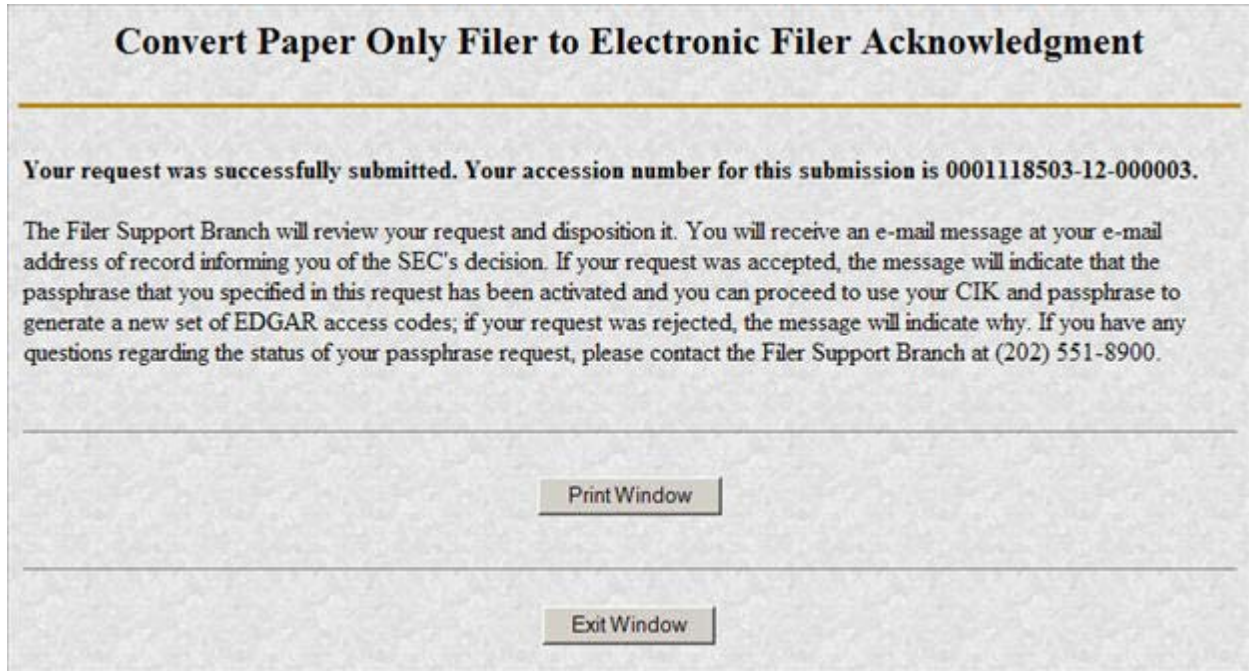 Convert Paper Only Filer to Electronic Filer Acknowledgment
Your request was successfully submitted. Your accession number for this submission is 0001118503-12-000003.
The Filer Support Branch will review your request and disposition it. You will receive an e-mail message at your e-mail
address of record informing you of the SEC's decision. If your request was accepted, the message will indicate that the
passphrase that you specified in this request has been activated and you can proceed to use your CIK and passphrase to
generate a new set of EDGAR access codes; if your request was rejected, the message will indicate why. If you have any
questions regarding the status of your passphrase request, please contact the Filer Support Branch at (202) 551-8900.
Print Window
Exit Window